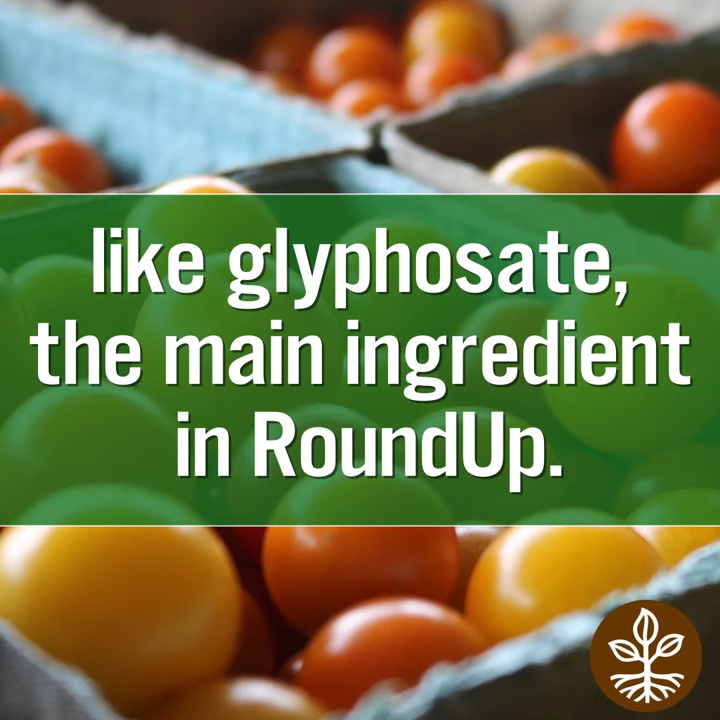 like glyphosate,
the main ingredient
in RoundUp.